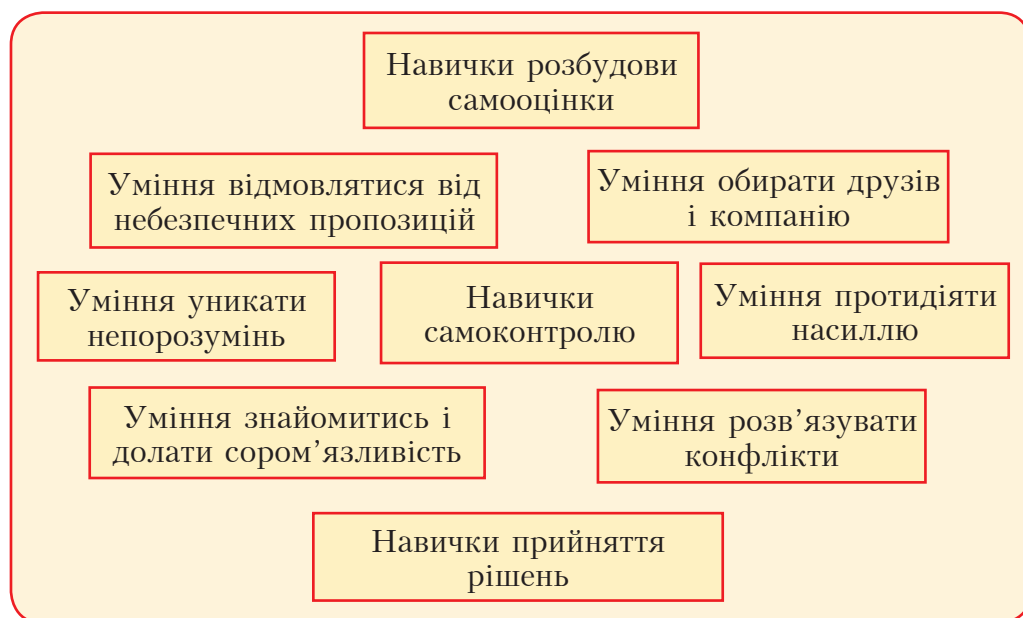 Навички розбудови
самооцінки
Уміння відмовлятися від
небезпечних пропозицій
Уміння обирати друзів
і компанію
Уміння уникати
непорозумінь
Навички
самоконтролю
Уміння протидіяти
насиллю
Уміння знайомитись і
долати сором’язливість
Уміння розв’язувати
конфлікти
Навички прийняття
рішень